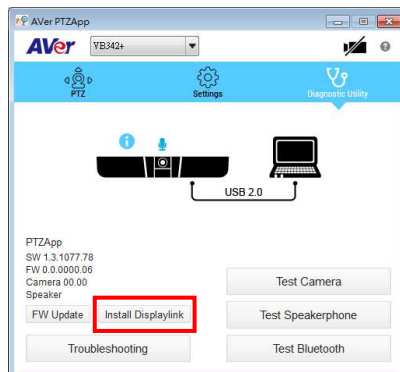 AVer PTZApp
AVer VB342+
PTZ Settings Diagnostic Utility
USB 2.0
PTZApp
SW 1.3.1077.78
FW 0.0.0000.06
Camera 00.00
Speaker
Test Camera
FW Update Install Displaylink Test Speakerphone
Troubleshooting Test Bluetooth